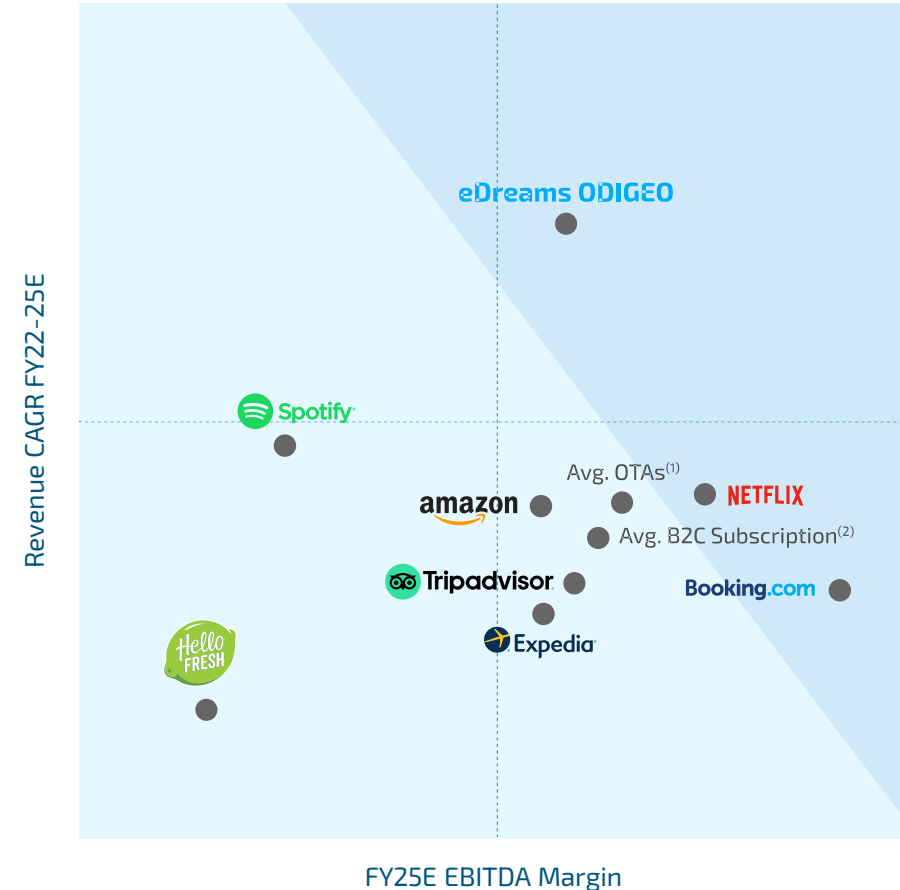 eDreams ODIGEO
Revenue CAGR FY22-25E
Spotify
Avg. OTAs(1)
amazon
NETFLIX
Avg. B2C Subscription(2)
Tripadvisor
Booking.com
Expedia
Hello
FRESH
FY25E EBITDA Margin